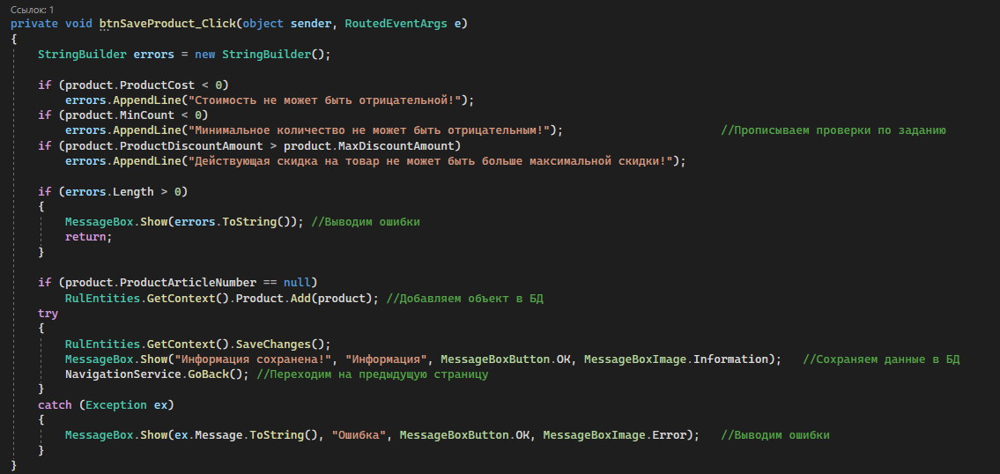 Ссылок: 1
private void btnSaveProduct_Click(object sender, RoutedEventArgs e)
{
StringBuilder errors = new StringBuilder();
if (product.ProductCost < 0)
errors.AppendLine("Стоимость не может быть отрицательной!");
if (product.MinCount < 0)
errors.AppendLine("Минимальное количество не может быть отрицательным!"); //Прописываем проверки по заданию
if (product.ProductDiscountAmount > product.MaxDiscountAmount)
errors.AppendLine("Действующая скидка на товар не может быть больше максимальной скидки!");
if (errors.Length > 0)
{
MessageBox.Show(errors.ToString()); //Выводим ошибки
return;
}
if (product.ProductArticleNumber == null)
RulEntities.GetContext().Product.Add(product); //Добавляем объект в БД
try
{
RulEntities.GetContext().SaveChanges();
MessageBox.Show("Информация сохранена!", "Информация", MessageBoxButton.OK, MessageBoxImage.Information); //Сохраняем данные в БД
NavigationService.GoBack(); //Переходим на предыдущую страницу
}
catch (Exception ex)
{
MessageBox.Show(ex.Message.ToString(), "Ошибка", MessageBoxButton.OK, MessageBoxImage.Error); //Выводим ошибки
}
}